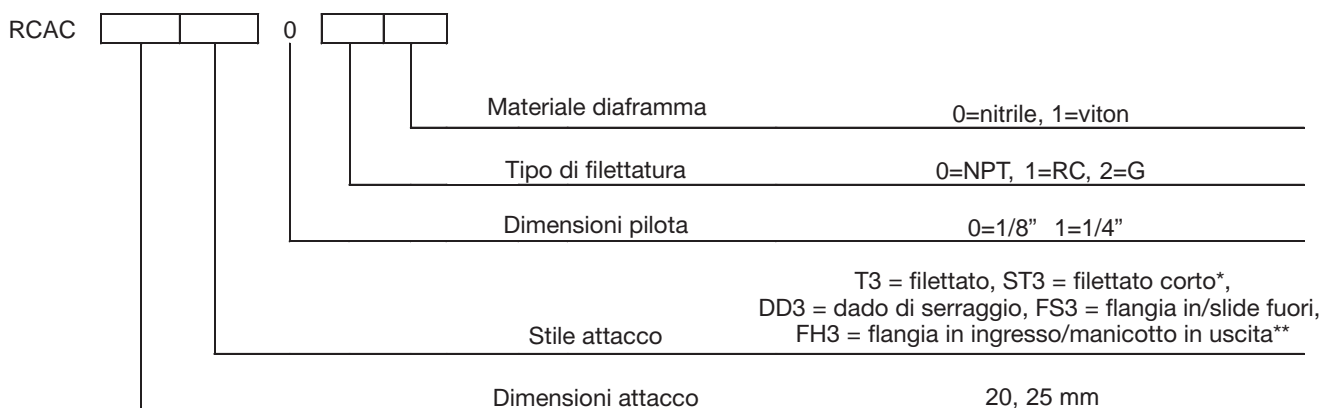 RCAC 0
Materiale diaframma 0=nitrile, 1=viton
Tipo di filettatura 0=NPT, 1=RC, 2=G
Dimensioni pilota 0=1/8” 1=1/4”
T3 = filettato, ST3 = filettato corto*,
DD3 = dado di serraggio, FS3 = flangia in/slide fuori,
Stile attacco FH3 = flangia in ingresso/manicotto in uscita**
Dimensioni attacco 20, 25 mm